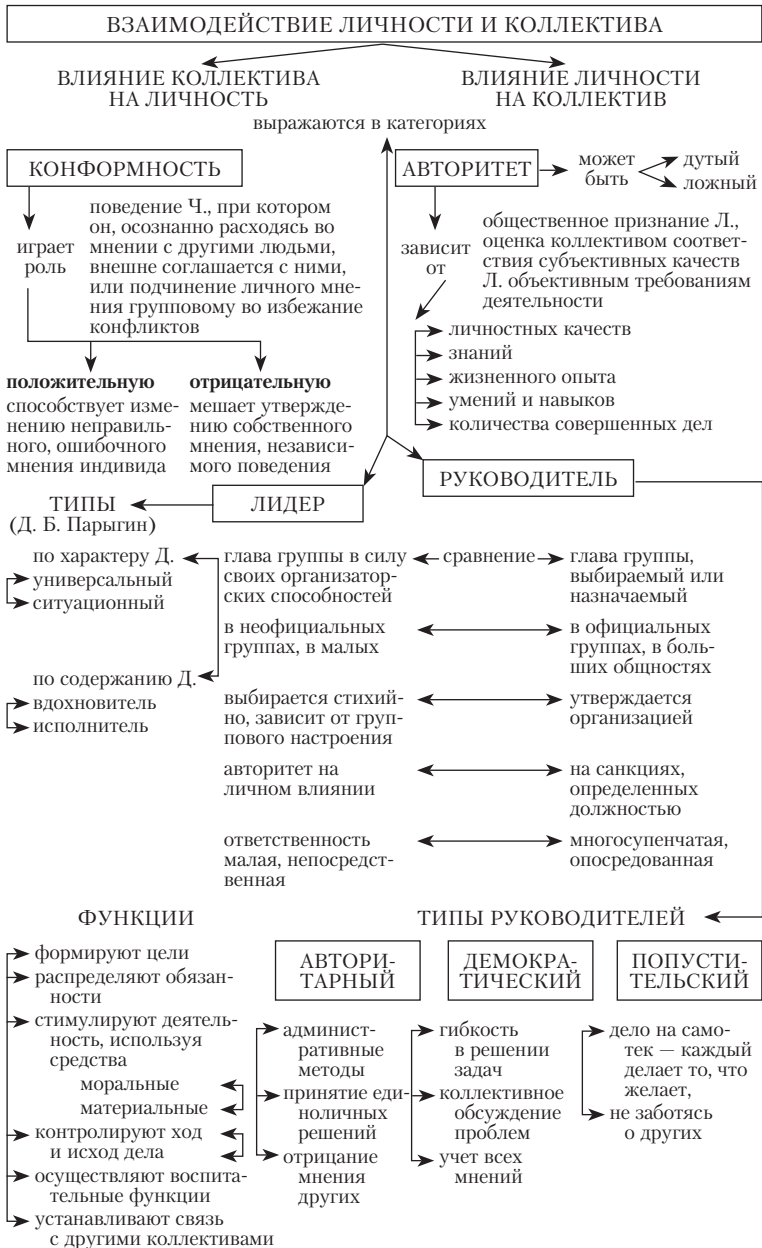 ВЗАИМОДЕЙСТВИЕ ЛИЧНОСТИ И КОЛЛЕКТИВА
ВЛИЯНИЕ КОЛЛЕКТИВА
НА ЛИЧНОСТЬ
ВЛИЯНИЕ ЛИЧНОСТИ
НА КОЛЛЕКТИВ
выражаются в категориях
КОНФОРМНОСТЬ
играет
роль
поведение Ч., при котором
он, осознанно расходясь во
мнении с другими людьми,
внешне соглашается с ними,
или подчинение личного мне-
ния групповому во избежание
конфликтов
положительную
способствует изме-
нению неправиль-
ного, ошибочного
мнения индивида
отрицательную
мешает утвержде-
нию собственного
мнения, независи-
мого поведения
АВТОРИТЕТ
может
быть
дутый
ложный
зависит
от
общественное признание Л.,
оценка коллективом соответ-
ствия субъективных качеств
Л. объективным требованиям
деятельности
личностных качеств
знаний
жизненного опыта
умений и навыков
количества совершенных дел
РУКОВОДИТЕЛЬ
ЛИДЕР
ТИПЫ
(Д. Б. Парыгин)
по характеру Д.
универсальный
ситуационный
по содержанию Д.
вдохновитель
исполнитель
глава группы в силу
своих организатор-
ских способностей
сравнение
глава группы,
выбираемый или
назначаемый
в неофициальных
группах, в малых
в официальных
группах, в боль-
ших общностях
выбирается стихий-
но, зависит от груп-
пового настроения
утверждается
организацией
авторитет на
личном влиянии
на санкциях,
определенных
должностью
ответственность
малая, непосредст-
венная
многосупенчатая,
опосредованная
ФУНКЦИИ
формируют цели
распределяют обязан-
ности
стимулируют деятель-
ность, используя
средства
моральные
материальные
контролируют ход
и исход дела
осуществляют воспита-
тельные функции
устанавливают связь
с другими коллективами
ТИПЫ РУКОВОДИТЕЛЕЙ
АВТОРИ-
ТАРНЫЙ
админист-
ративные
методы
принятие еди-
ноличных
решений
отрицание
мнения
других
ДЕМОКРА-
ТИЧЕСКИЙ
гибкость
в решении
задач
коллективное
обсуждение
проблем
учет всех
мнений
ПОПУСТИ-
ТЕЛЬСКИЙ
дело на само-
тек — каждый
делает то, что
желает,
не заботясь
о других